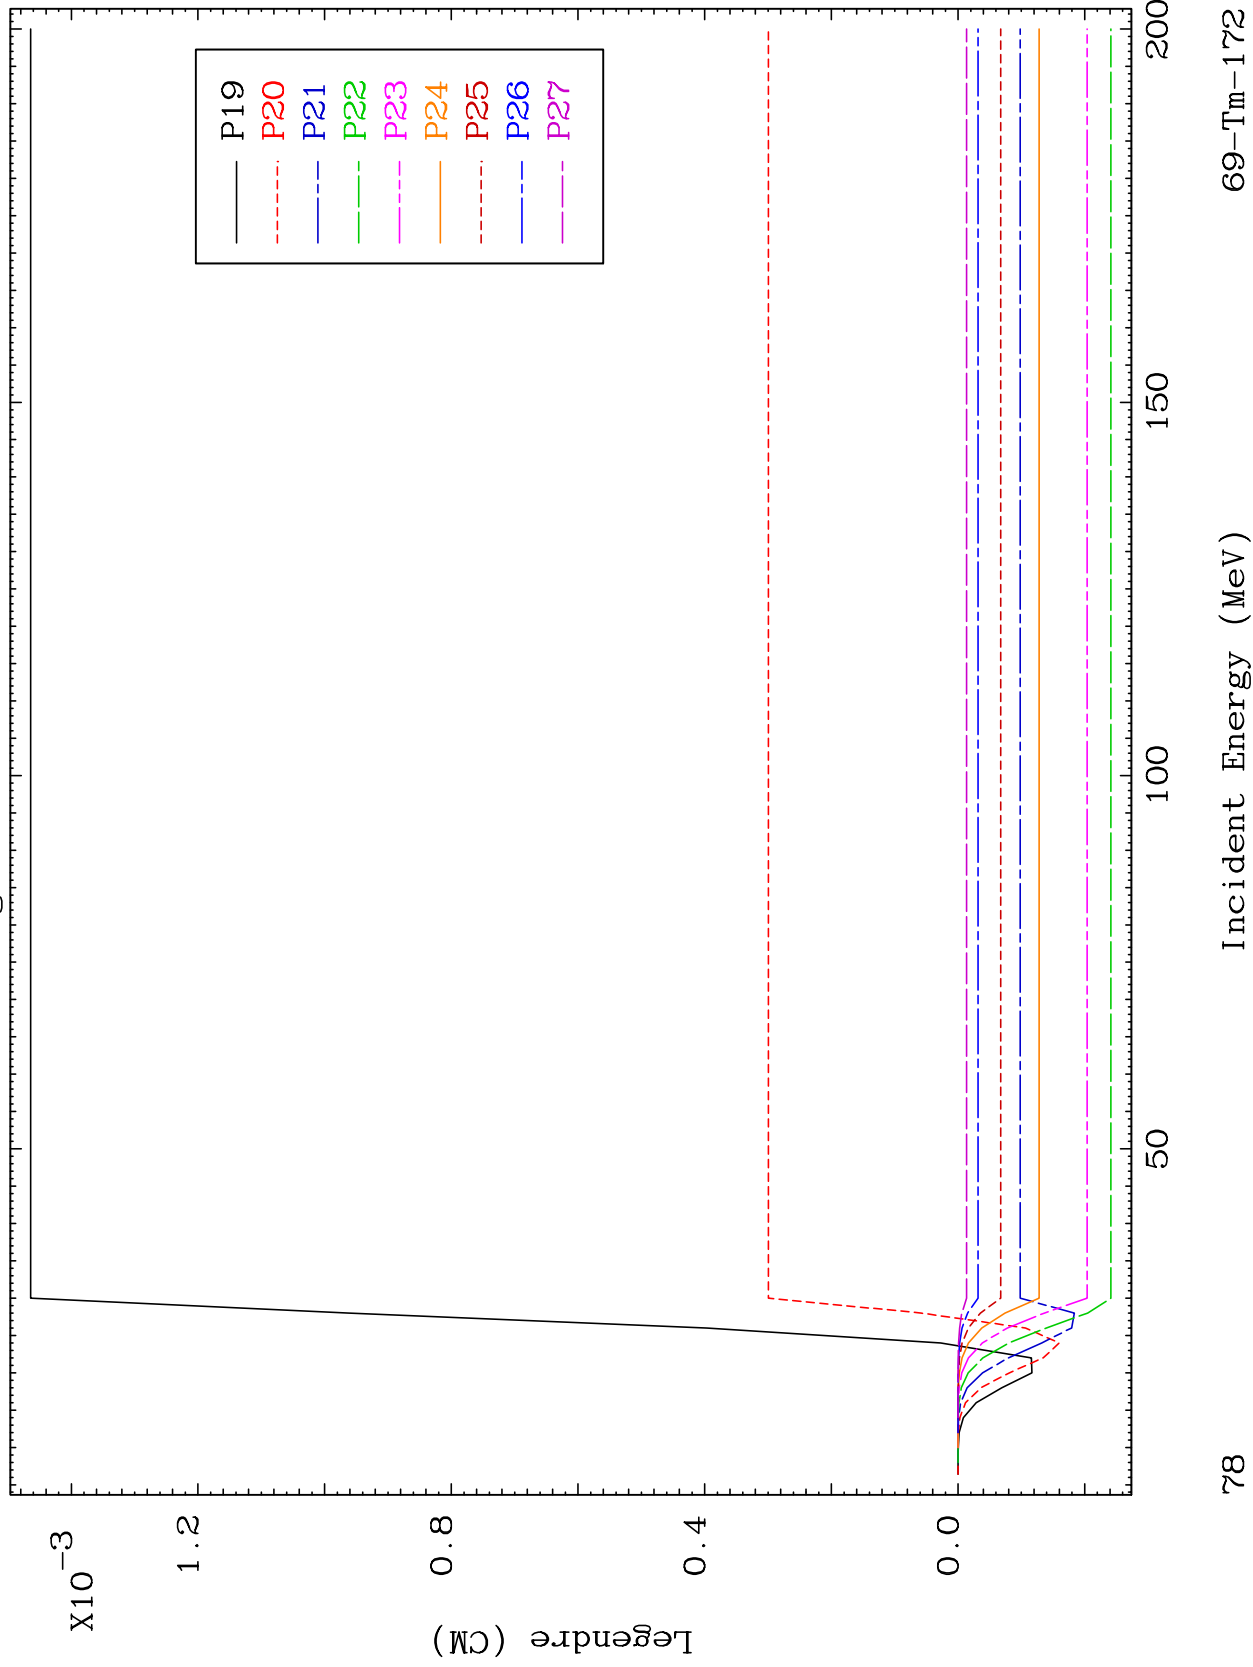 X10-3
1.2
0.8
0.4
0.0
Legendre (CM)
P19
P20
P21
P22
P23
P24
P25
P26
P27
50
100
150
200
Incident Energy (MeV)
78
69-Tm-172